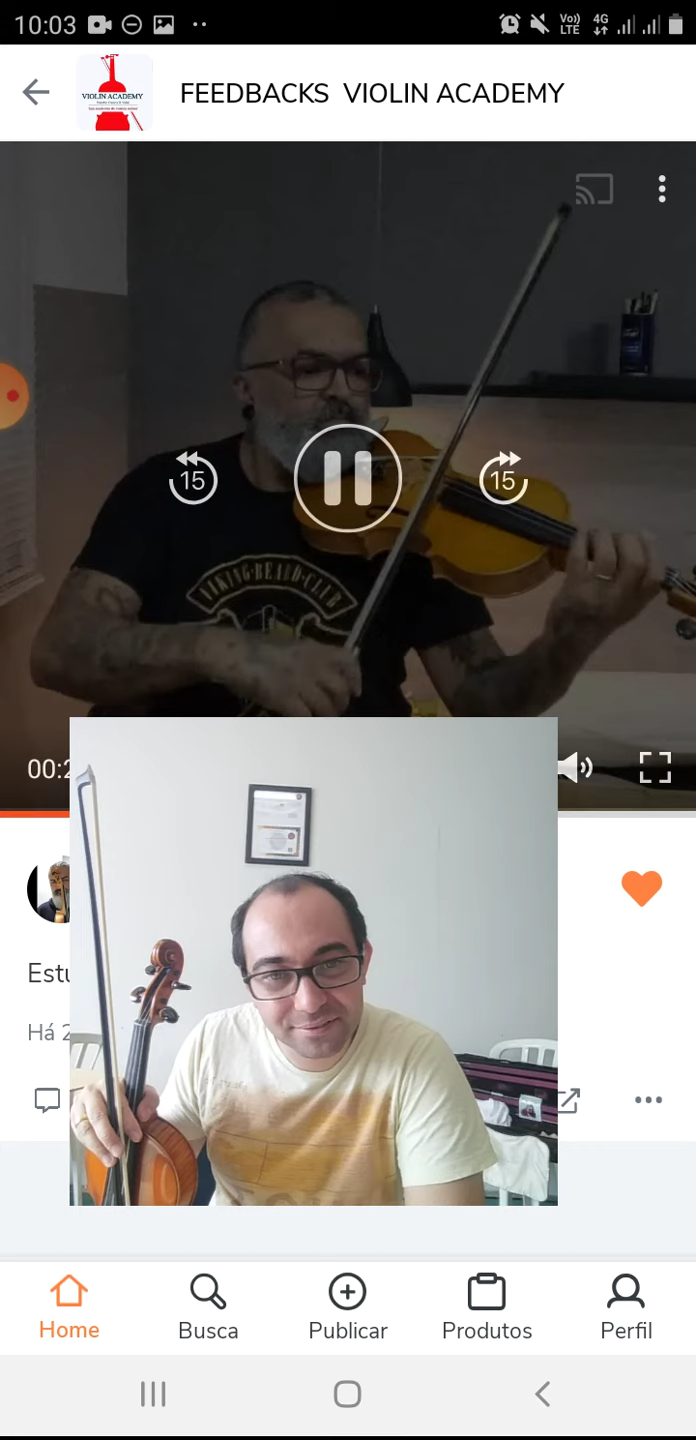 10:03
Vo))
LTE
4G
VIOLIN ACADEMY
FEEDBACKS VIOLIN ACADEMY
15
15
VIKING·BEARD·CLUB
00:2
Estu
Há 2
Home
Busca
Publicar
Produtos
Perfil